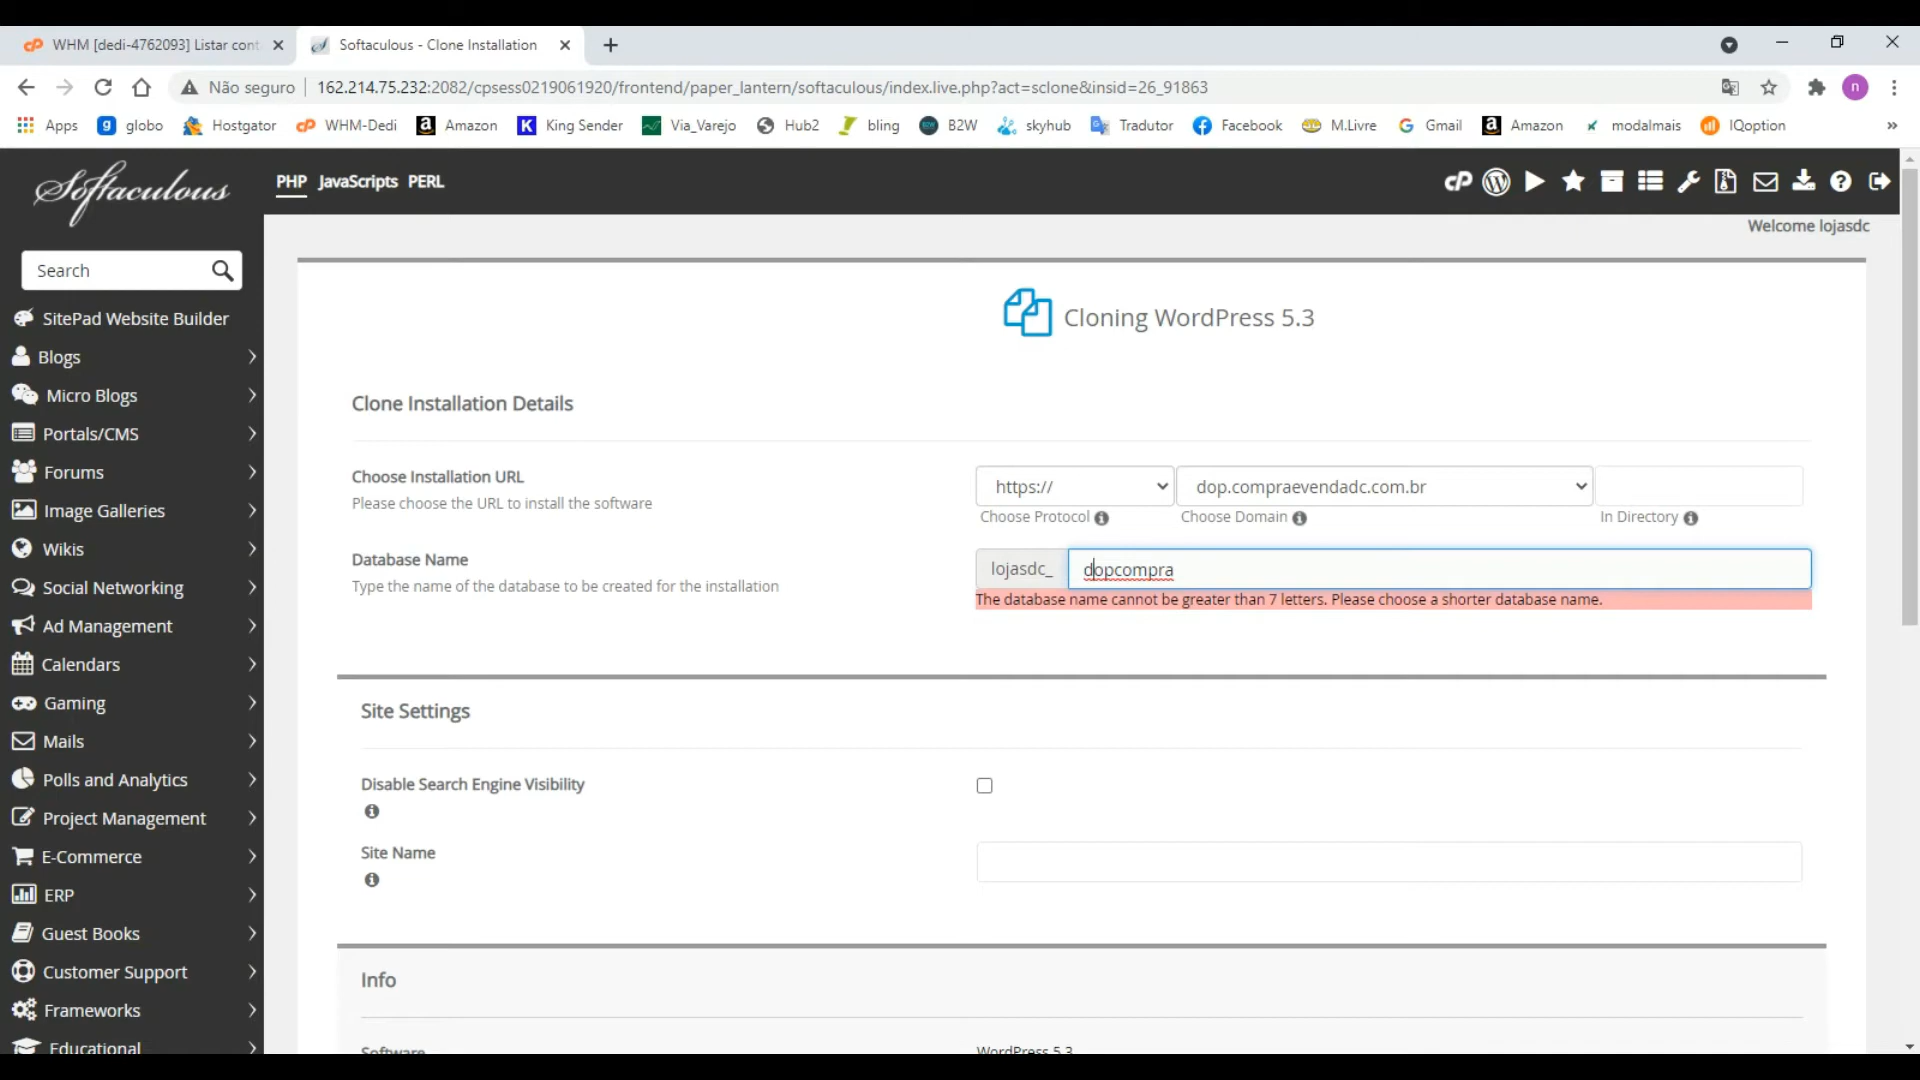 WHM [dedi-4762093] Listar cont
Softaculous - Clone Installation
Não seguro
162.214.75.232:2082/cpsess0219061920/frontend/paper_lantern/softaculous/index.live.php?act=sclone&insid=26_91863
Apps globo Hostgator WHM-Dedi Amazon King Sender Via_Varejo Hub2 bling B2W skyhub Tradutor Facebook M.Livre Gmail Amazon modalmais IQoption
Softaculous
PHP JavaScripts PERL
Welcome lojasdc
Search
SitePad Website Builder
Blogs
Micro Blogs
Portals/CMS
Forums
Image Galleries
Wikis
Social Networking
Ad Management
Calendars
Gaming
Mails
Polls and Analytics
Project Management
E-Commerce
ERP
Guest Books
Customer Support
Frameworks
Educational
Cloning WordPress 5.3
Clone Installation Details
Choose Installation URL
Please choose the URL to install the software
https://
dop.compraevendadc.com.br
Choose Protocol
Choose Domain
In Directory
Database Name
Type the name of the database to be created for the installation
lojasdc_
dopcompra
The database name cannot be greater than 7 letters. Please choose a shorter database name.
Site Settings
Disable Search Engine Visibility
Site Name
Info
Software
WordPress 5.3